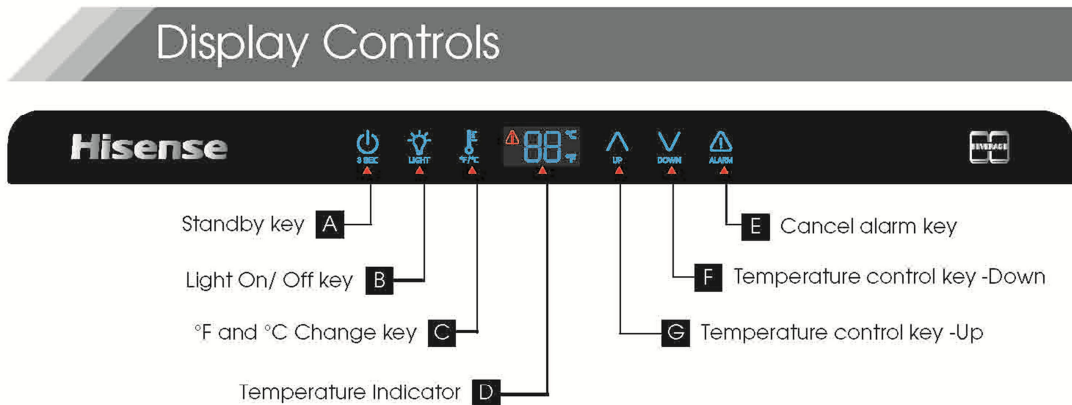 Display Controls
Hisense
3 SEC
LIGHT
°F/°C
88 °C °F
UP
DOWN
ALARM
BEVERAGE
Standby key A
E Cancel alarm key
Light On/ Off key B
F Temperature control key -Down
°F and °C Change key C
G Temperature control key -Up
Temperature Indicator D